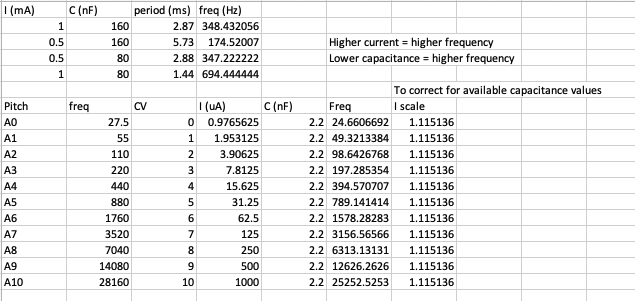 I (mA) C (nF) period (ms) freq (Hz)
1 160 2.87 348.432056
0.5 160 5.73 174.52007 Higher current = higher frequency
0.5 80 2.88 347.222222 Lower capacitance = higher frequency
1 80 1.44 694.444444
To correct for available capacitance values
Pitch freq CV I (uA) C (nF) Freq I scale
A0 27.5 0 0.9765625 2.2 24.6606692 1.115136
A1 55 1 1.953125 2.2 49.3213384 1.115136
A2 110 2 3.90625 2.2 98.6426768 1.115136
A3 220 3 7.8125 2.2 197.285354 1.115136
A4 440 4 15.625 2.2 394.570707 1.115136
A5 880 5 31.25 2.2 789.141414 1.115136
A6 1760 6 62.5 2.2 1578.28283 1.115136
A7 3520 7 125 2.2 3156.56566 1.115136
A8 7040 8 250 2.2 6313.13131 1.115136
A9 14080 9 500 2.2 12626.2626 1.115136
A10 28160 10 1000 2.2 25252.5253 1.115136